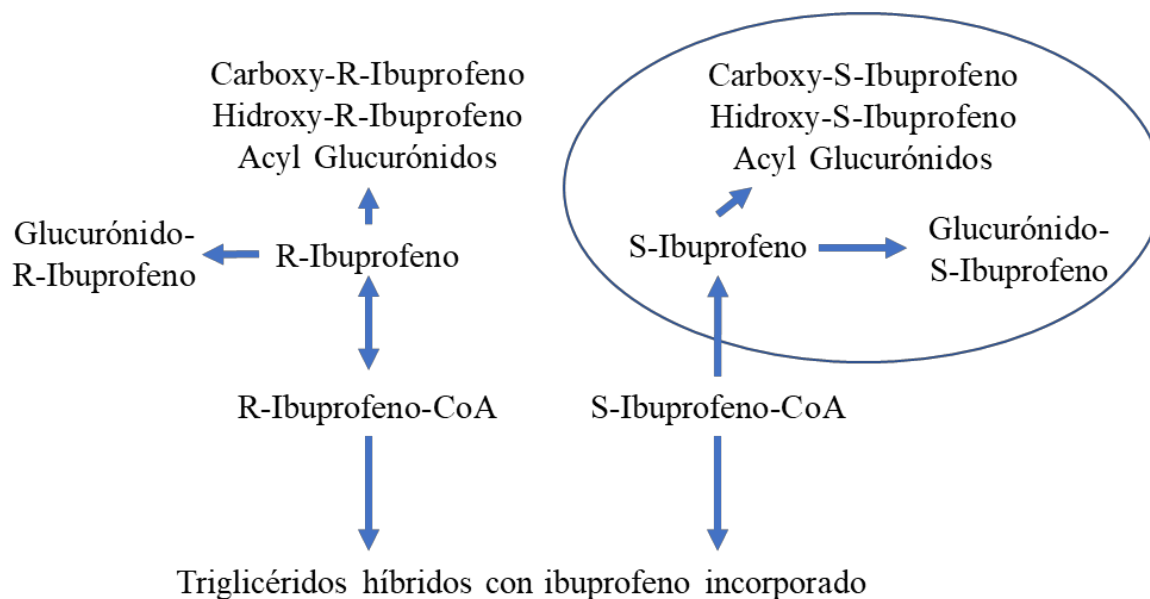 Carboxy-R-Ibuprofeno
Hidroxy-R-Ibuprofeno
Acyl Glucurónidos
Carboxy-S-Ibuprofeno
Hidroxy-S-Ibuprofeno
Acyl Glucurónidos
Glucurónido-
R-Ibuprofeno
R-Ibuprofeno
S-Ibuprofeno
Glucurónido-
S-Ibuprofeno
R-Ibuprofeno-CoA
S-Ibuprofeno-CoA
Triglicéridos híbridos con ibuprofeno incorporado